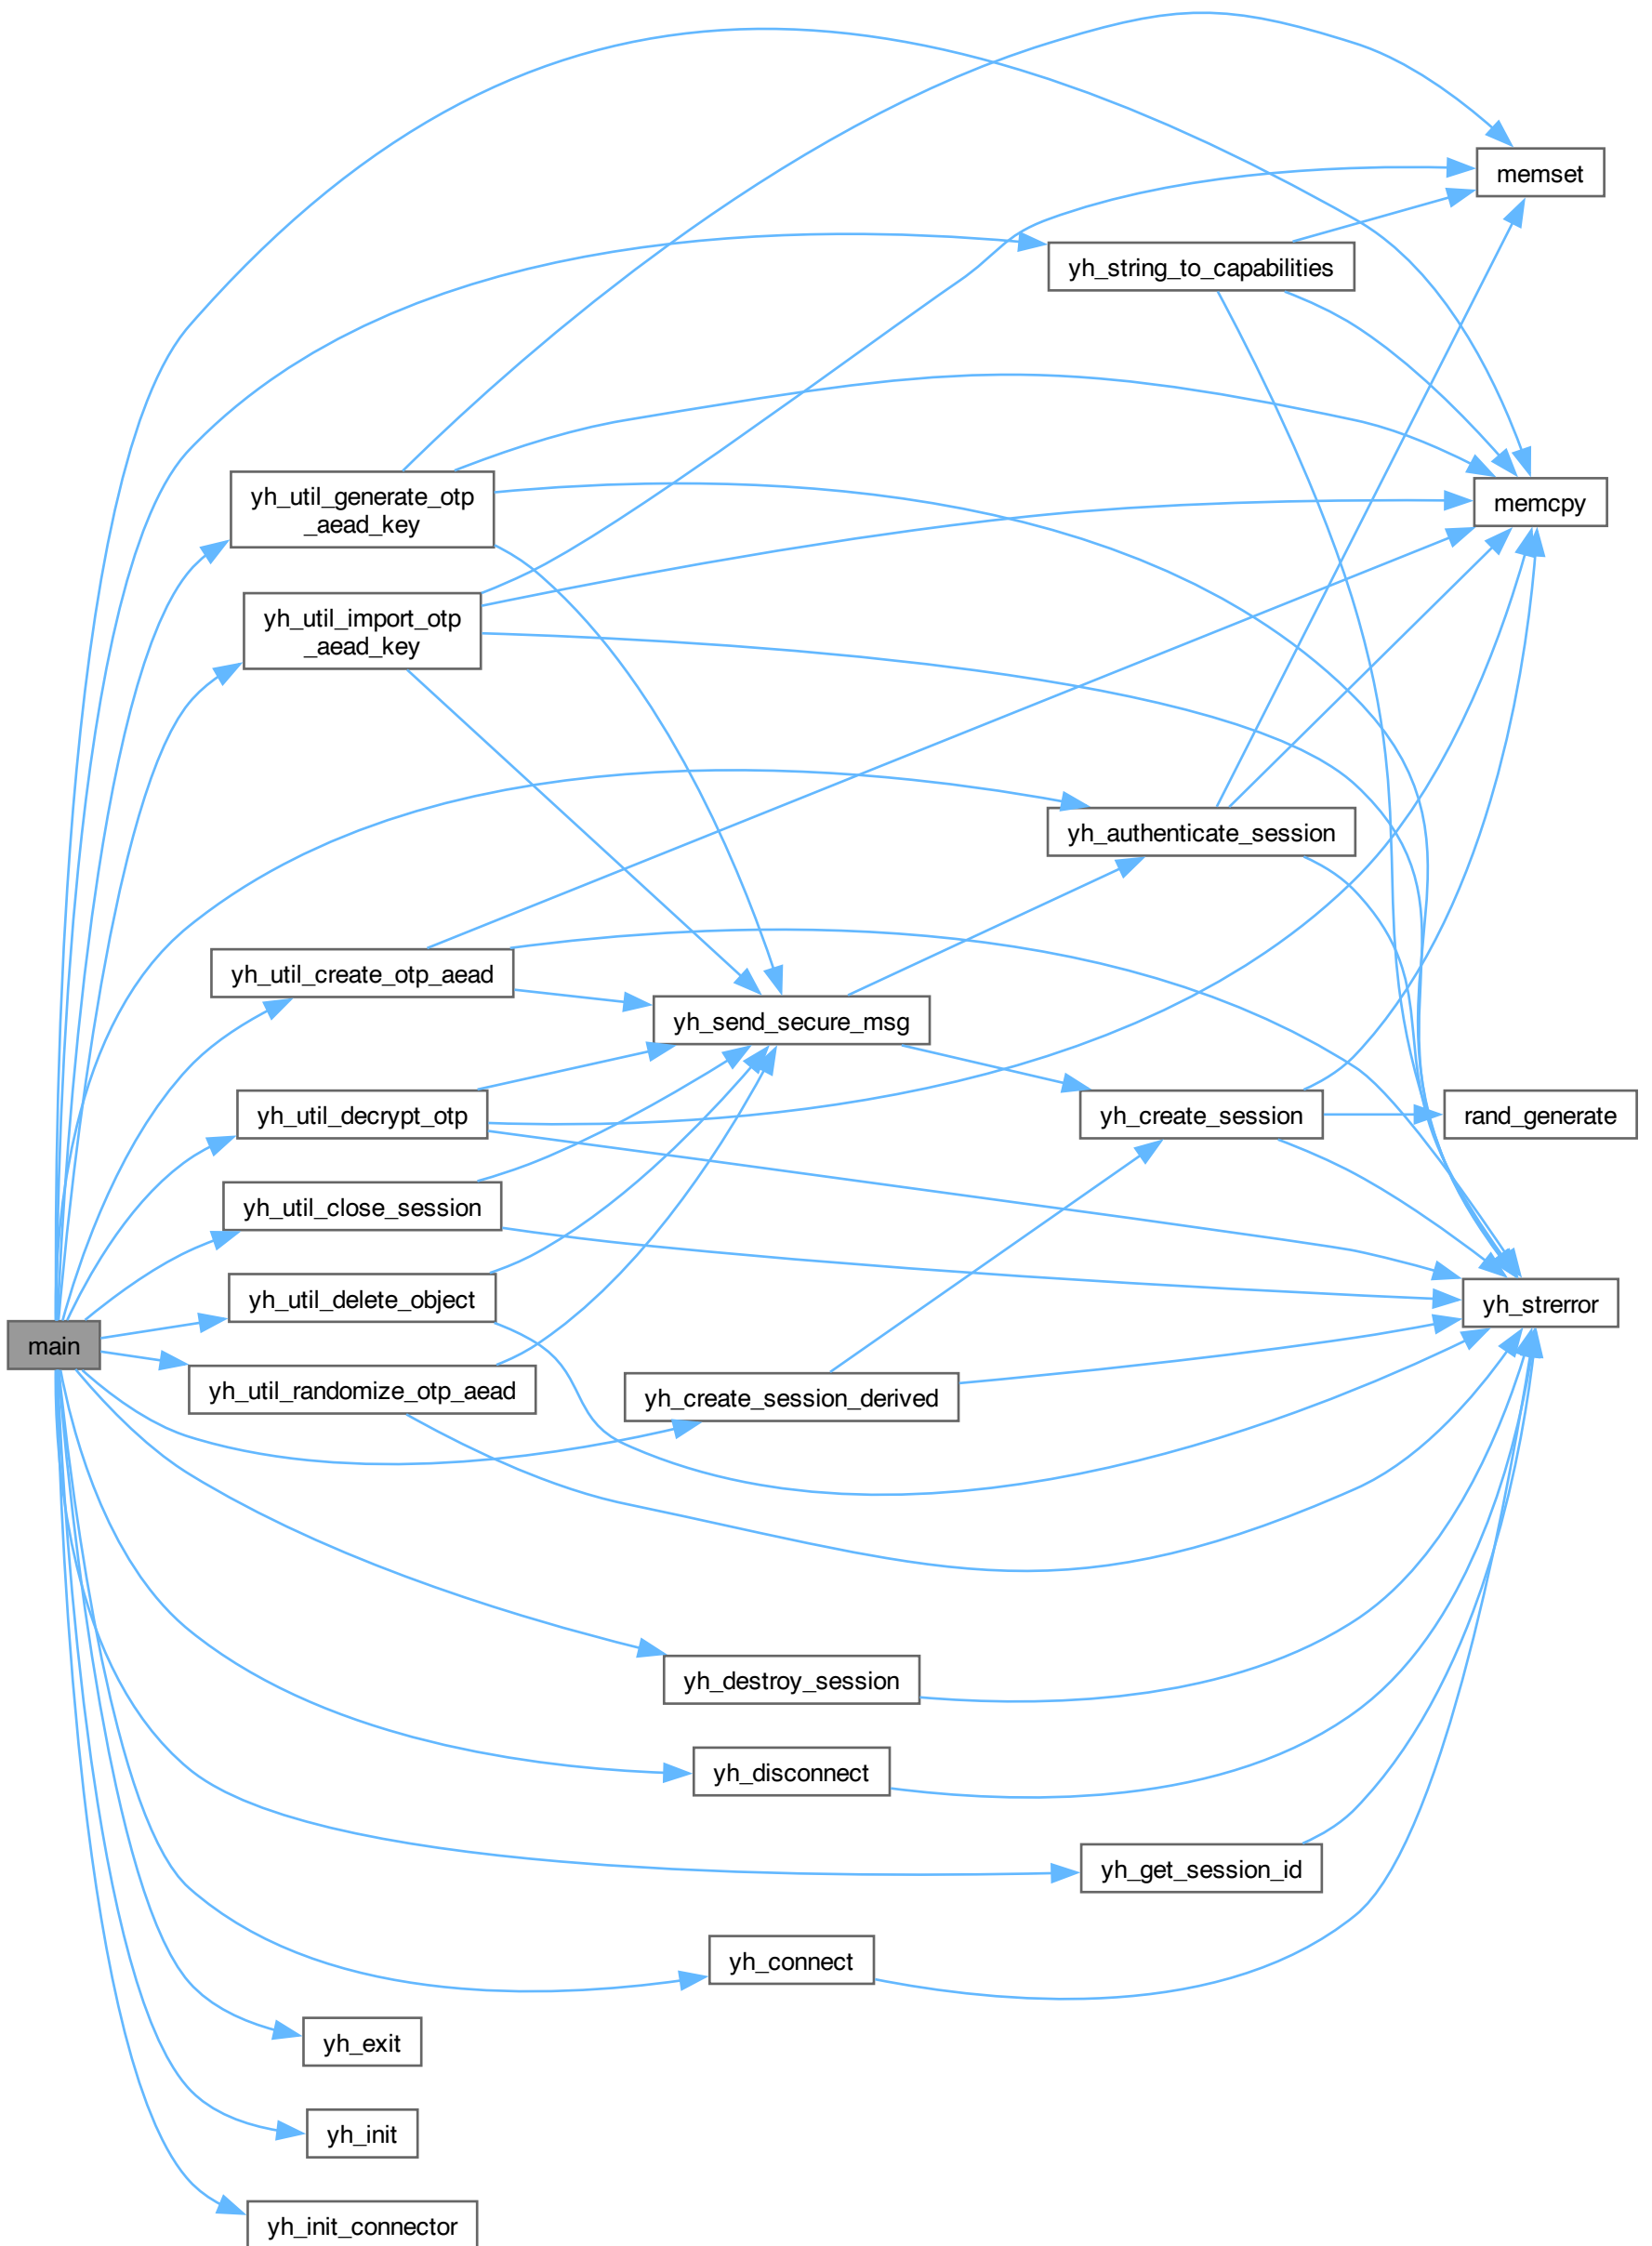 memset
yh_string_to_capabilities
yh_util_generate_otp
_aead_key
memcpy
yh_util_import_otp
_aead_key
yh_authenticate_session
yh_util_create_otp_aead
yh_send_secure_msg
yh_util_decrypt_otp
yh_create_session
rand_generate
yh_util_close_session
yh_util_delete_object
yh_strerror
main
yh_util_randomize_otp_aead
yh_create_session_derived
yh_destroy_session
yh_disconnect
yh_get_session_id
yh_connect
yh_exit
yh_init
yh_init_connector